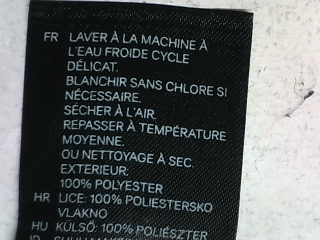 FR LAVER À LA MACHINE À
L'EAU FROIDE CYCLE
DÉLICAT.
BLANCHIR SANS CHLORE SI
NÉCESSAIRE.
SÉCHER À L'AIR.
REPASSER À TEMPÉRATURE
MOYENNE.
OU NETTOYAGE À SEC.
EXTERIEUR:
100% POLYESTER
HR LICE: 100% POLIESTERSKO
VLAKNO
HU KÜLSŐ: 100% POLIÉSZTER